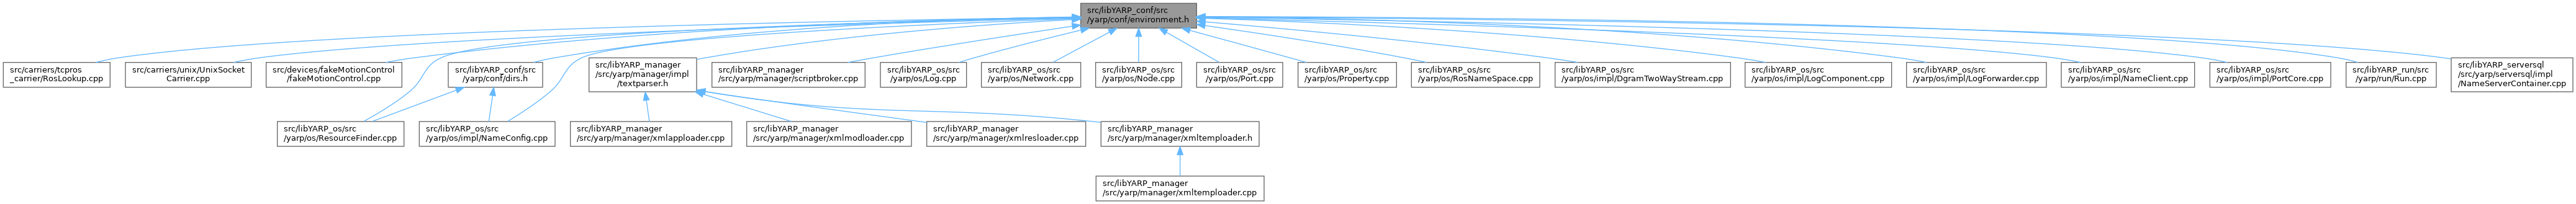 src/libYARP_conf/src
/yarp/conf/environment.h
src/carriers/tcpros
_carrier/RosLookup.cpp
src/carriers/unix/UnixSocket
Carrier.cpp
src/devices/fakeMotionControl
/fakeMotionControl.cpp
src/libYARP_conf/src
/yarp/conf/dirs.h
src/libYARP_manager
/src/yarp/manager/impl
/textparser.h
src/libYARP_manager
/src/yarp/manager/scriptbroker.cpp
src/libYARP_os/src
/yarp/os/Log.cpp
src/libYARP_os/src
/yarp/os/Network.cpp
src/libYARP_os/src
/yarp/os/Node.cpp
src/libYARP_os/src
/yarp/os/Port.cpp
src/libYARP_os/src
/yarp/os/Property.cpp
src/libYARP_os/src
/yarp/os/RosNameSpace.cpp
src/libYARP_os/src
/yarp/os/impl/DgramTwoWayStream.cpp
src/libYARP_os/src
/yarp/os/impl/LogComponent.cpp
src/libYARP_os/src
/yarp/os/impl/LogForwarder.cpp
src/libYARP_os/src
/yarp/os/impl/NameClient.cpp
src/libYARP_os/src
/yarp/os/impl/PortCore.cpp
src/libYARP_run/src
/yarp/run/Run.cpp
src/libYARP_serversql
/src/yarp/serversql/impl
/NameServerContainer.cpp
src/libYARP_os/src
/yarp/os/ResourceFinder.cpp
src/libYARP_os/src
/yarp/os/impl/NameConfig.cpp
src/libYARP_manager
/src/yarp/manager/xmlapploader.cpp
src/libYARP_manager
/src/yarp/manager/xmlmodloader.cpp
src/libYARP_manager
/src/yarp/manager/xmlresloader.cpp
src/libYARP_manager
/src/yarp/manager/xmltemploader.h
src/libYARP_manager
/src/yarp/manager/xmltemploader.cpp